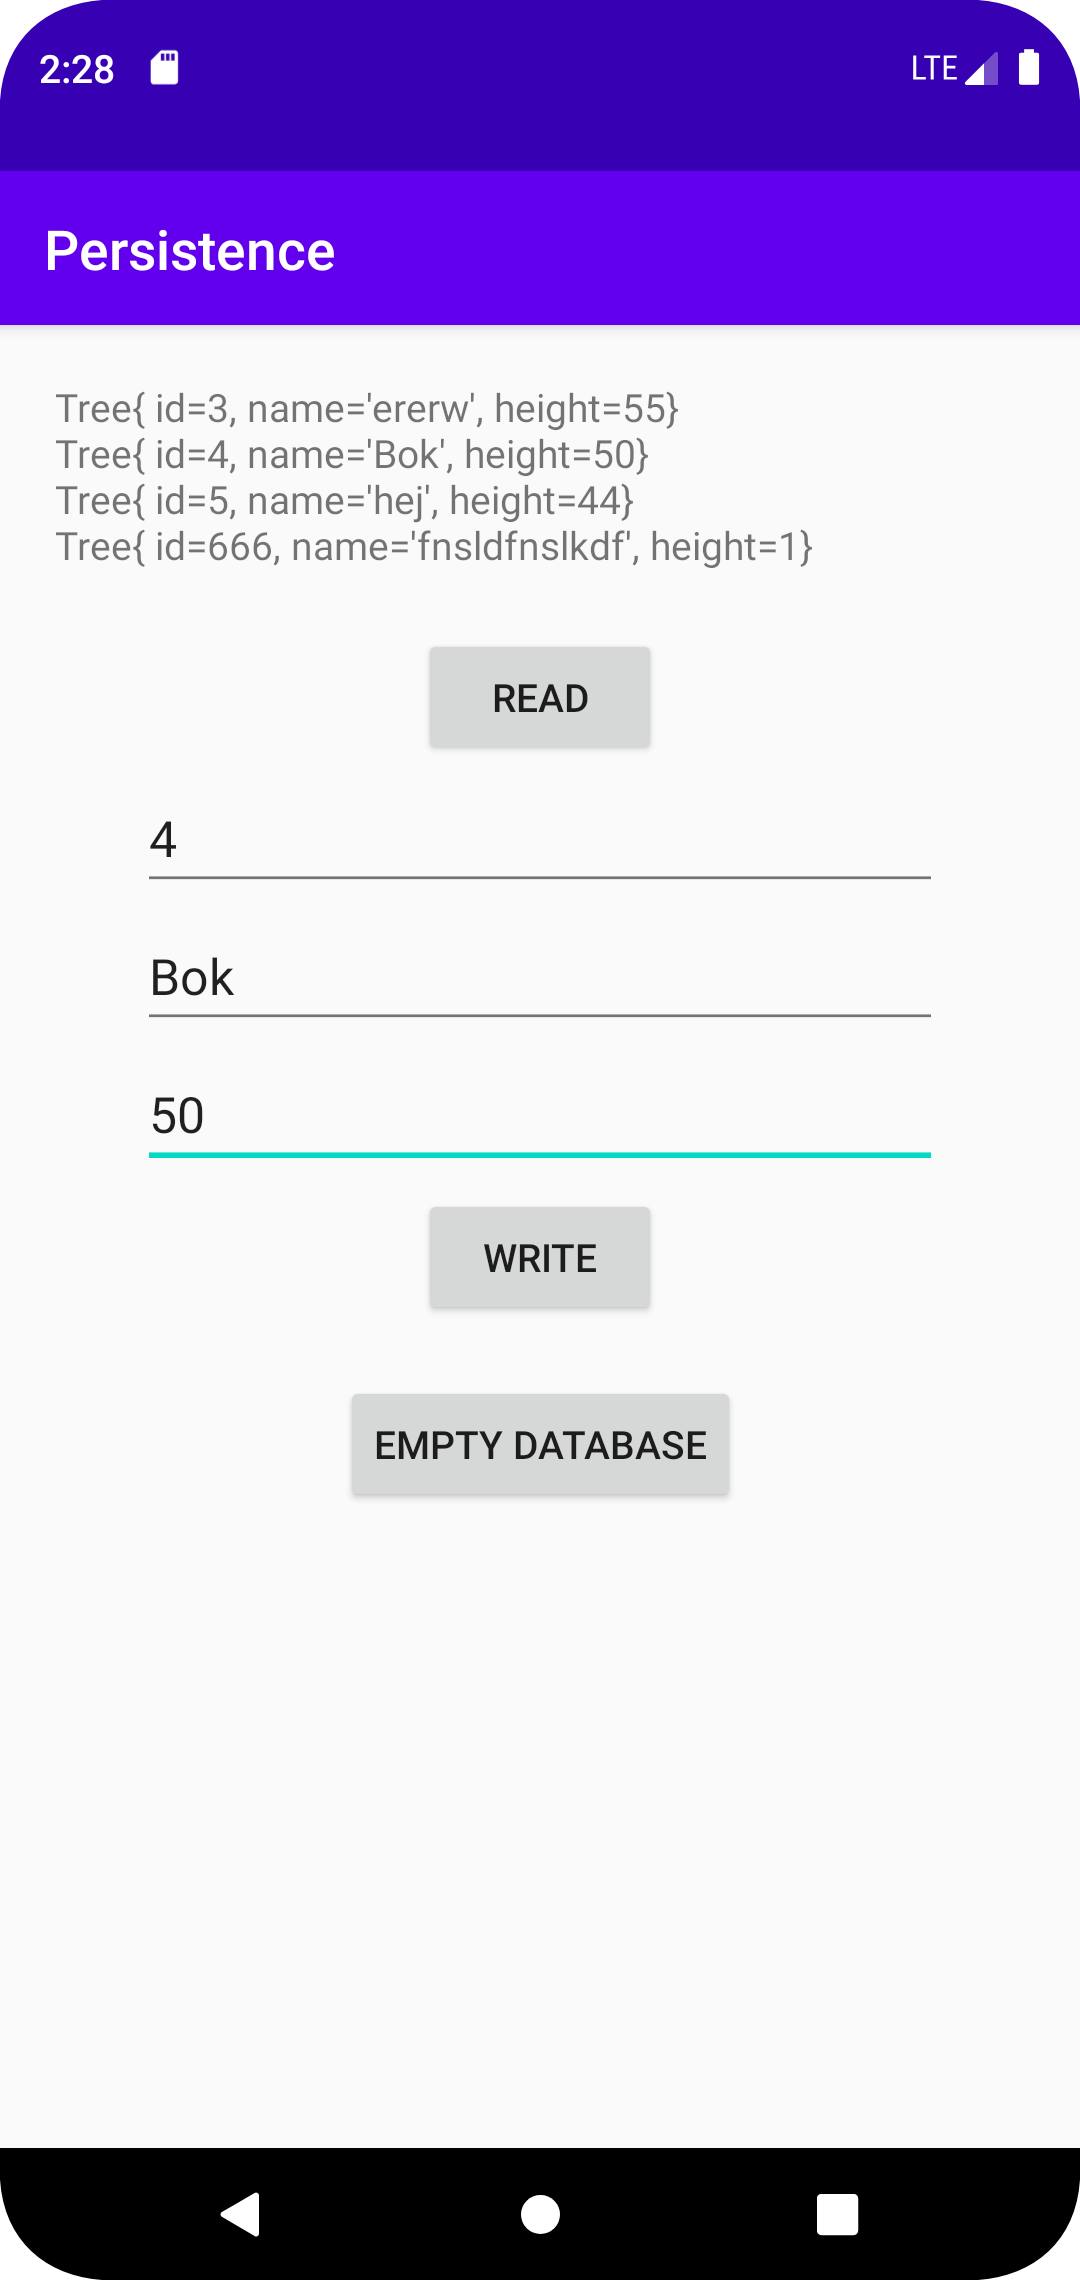 2:28 LTE
Persistence
Tree{ id=3, name='ererw', height=55}
Tree{ id=4, name='Bok', height=50}
Tree{ id=5, name='hej', height=44}
Tree{ id=666, name='fnsldfnslkdf', height=1}
READ
4
Bok
50
WRITE
EMPTY DATABASE